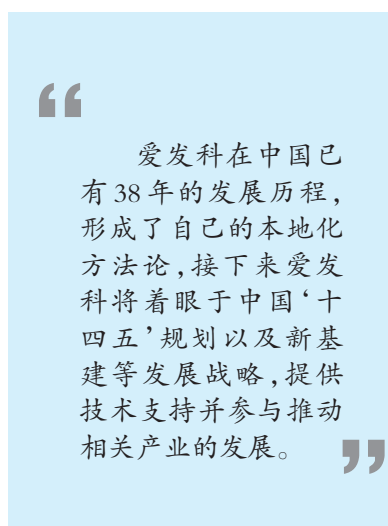 “
爱发科在中国已
有38年的发展历程，
形成了自己的本地化
方法论，接下来爱发
科将着眼于中国‘十
四五’规划以及新基
建等发展战略，提供
技术支持并参与推动
相关产业的发展。
”